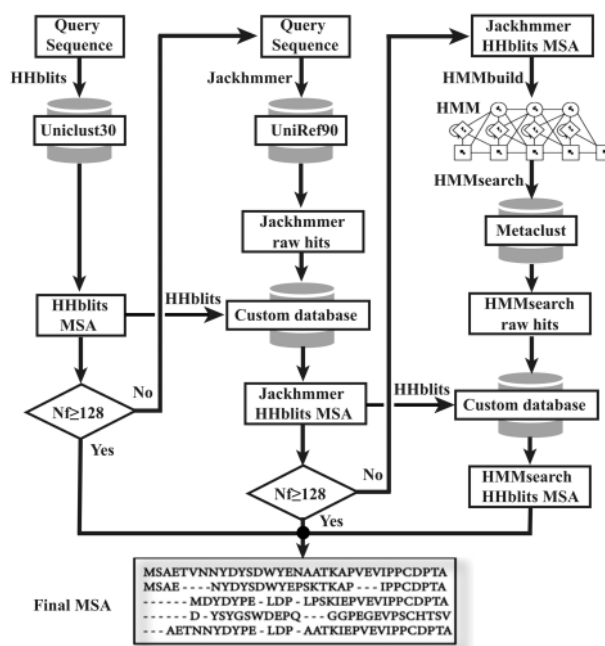 Query
Sequence
HHblits
Uniclust30
HHblits
MSA
HHblits
Nf≥128
No
Yes
Query
Sequence
Jackhmmer
UniRef90
Jackhmmer
raw hits
Custom database
Jackhmmer
HHblits MSA
HHblits
Nf≥128
No
Yes
Jackhmmer
HHblits MSA
HMMbuild
HMM
HMMsearch
Metaclust
HMMsearch
raw hits
Custom database
HMMsearch
HHblits MSA
Final MSA
MSAETVNNYDYSDWYENAATKAPVEVIPPCDPTA
MSAE----NYDYSDWYEPSKTKAP---IPPCDPTA
------MDYDYPE-LDP-LPSKIEPVEVIPPCDPTA
------D-YSYGSWDEPQ----GGPEGEVPSCHTSV
---AETNNYDYPE-LDP-AATKIEPVEVIPPCDPTA